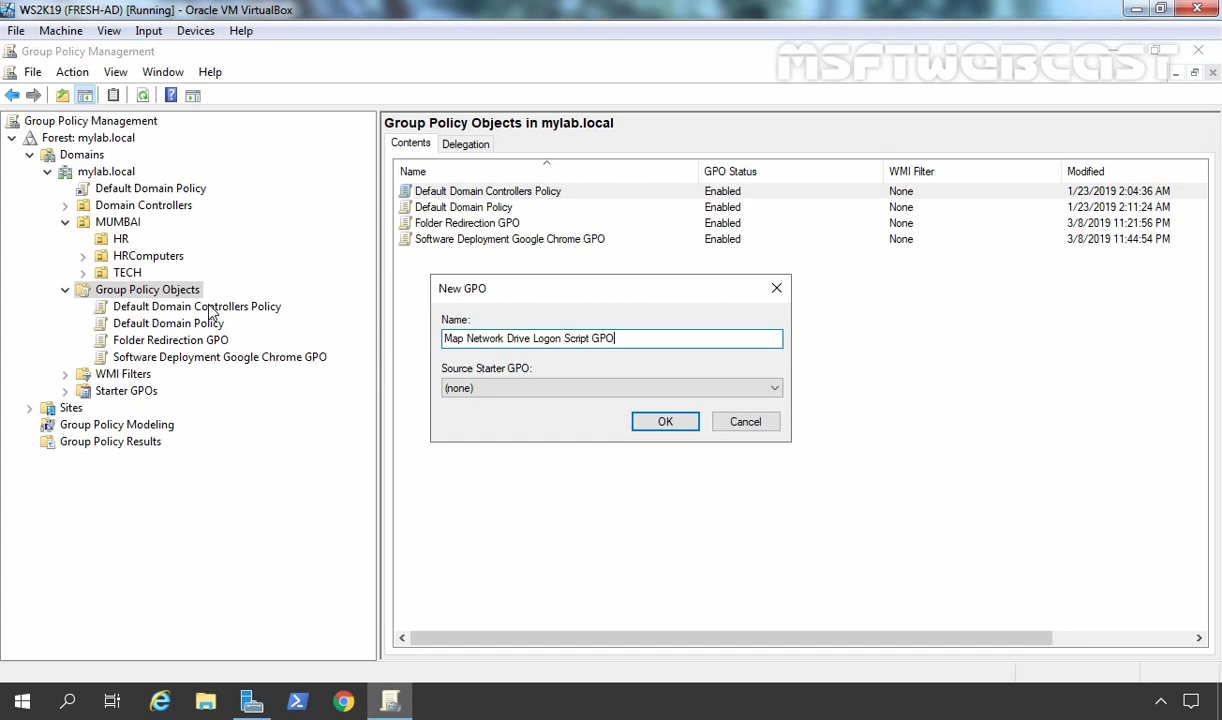 WS2K19 (FRESH-AD) [Running] - Oracle VM VirtualBox
File Machine View Input Devices Help
Group Policy Management
MSFTWEBCAST
File Action View Window Help
Group Policy Management
Forest: mylab.local
Domains
mylab.local
Default Domain Policy
Domain Controllers
MUMBAI
HR
HRComputers
TECH
Group Policy Objects
Default Domain Controllers Policy
Default Domain Policy
Folder Redirection GPO
Software Deployment Google Chrome GPO
WMI Filters
Starter GPOs
Sites
Group Policy Modeling
Group Policy Results
Group Policy Objects in mylab.local
Contents Delegation
Name GPO Status WMI Filter Modified
Default Domain Controllers Policy Enabled None 1/23/2019 2:04:36 AM
Default Domain Policy Enabled None 1/23/2019 2:11:24 AM
Folder Redirection GPO Enabled None 3/8/2019 11:21:56 PM
Software Deployment Google Chrome GPO Enabled None 3/8/2019 11:44:54 PM
New GPO
Name:
Map Network Drive Logon Script GPO
Source Starter GPO:
(none)
OK Cancel